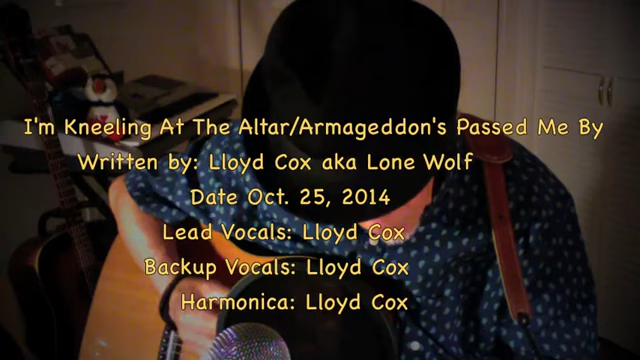 I'm Kneeling At The Altar/Armageddon's Passed Me By
Written by: Lloyd Cox aka Lone Wolf
Date Oct. 25, 2014
Lead Vocals: Lloyd Cox
Backup Vocals: Lloyd Cox
Harmonica: Lloyd Cox